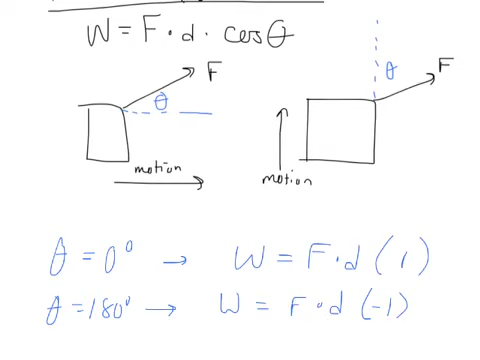 W = F · d · cos θ
F
θ
motion
θ
F
motion
θ = 0° → W = F · d (1)
θ = 180° → W = F · d (-1)